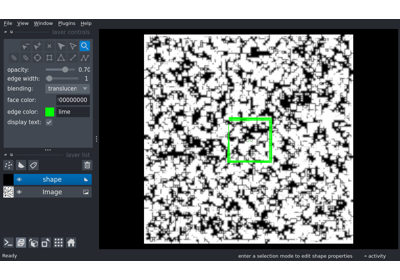 File View Window Plugins Help
layer controls
opacity: 0.70
edge width: 1
blending: translucen
face color: 00000000
edge color: lime
display text:
layer list
shape
Image
Ready enter a selection mode to edit shape properties activity